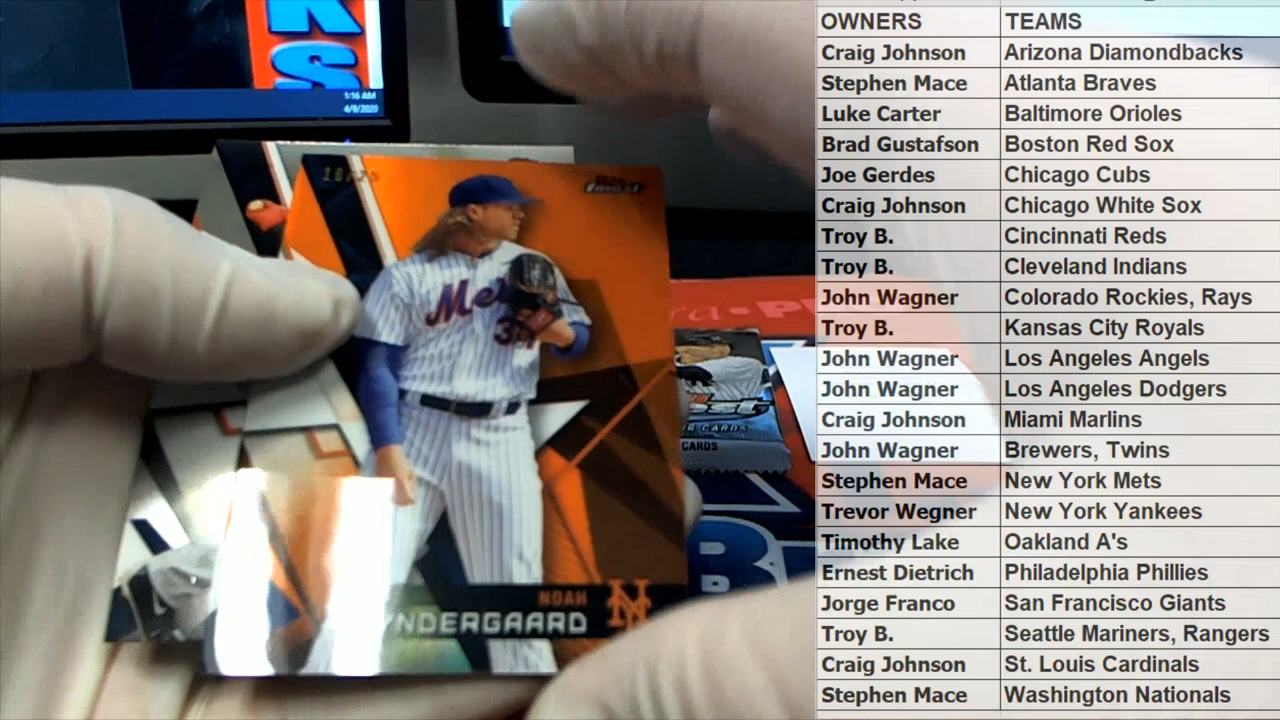 KS
1:16 AM
4/9/2020
Finest
Mets
NOAH
NDERGAARD
NY
CARDS
B
OWNERS TEAMS
Craig Johnson Arizona Diamondbacks
Stephen Mace Atlanta Braves
Luke Carter Baltimore Orioles
Brad Gustafson Boston Red Sox
Joe Gerdes Chicago Cubs
Craig Johnson Chicago White Sox
Troy B. Cincinnati Reds
Troy B. Cleveland Indians
John Wagner Colorado Rockies, Rays
Troy B. Kansas City Royals
John Wagner Los Angeles Angels
John Wagner Los Angeles Dodgers
Craig Johnson Miami Marlins
John Wagner Brewers, Twins
Stephen Mace New York Mets
Trevor Wegner New York Yankees
Timothy Lake Oakland A's
Ernest Dietrich Philadelphia Phillies
Jorge Franco San Francisco Giants
Troy B. Seattle Mariners, Rangers
Craig Johnson St. Louis Cardinals
Stephen Mace Washington Nationals